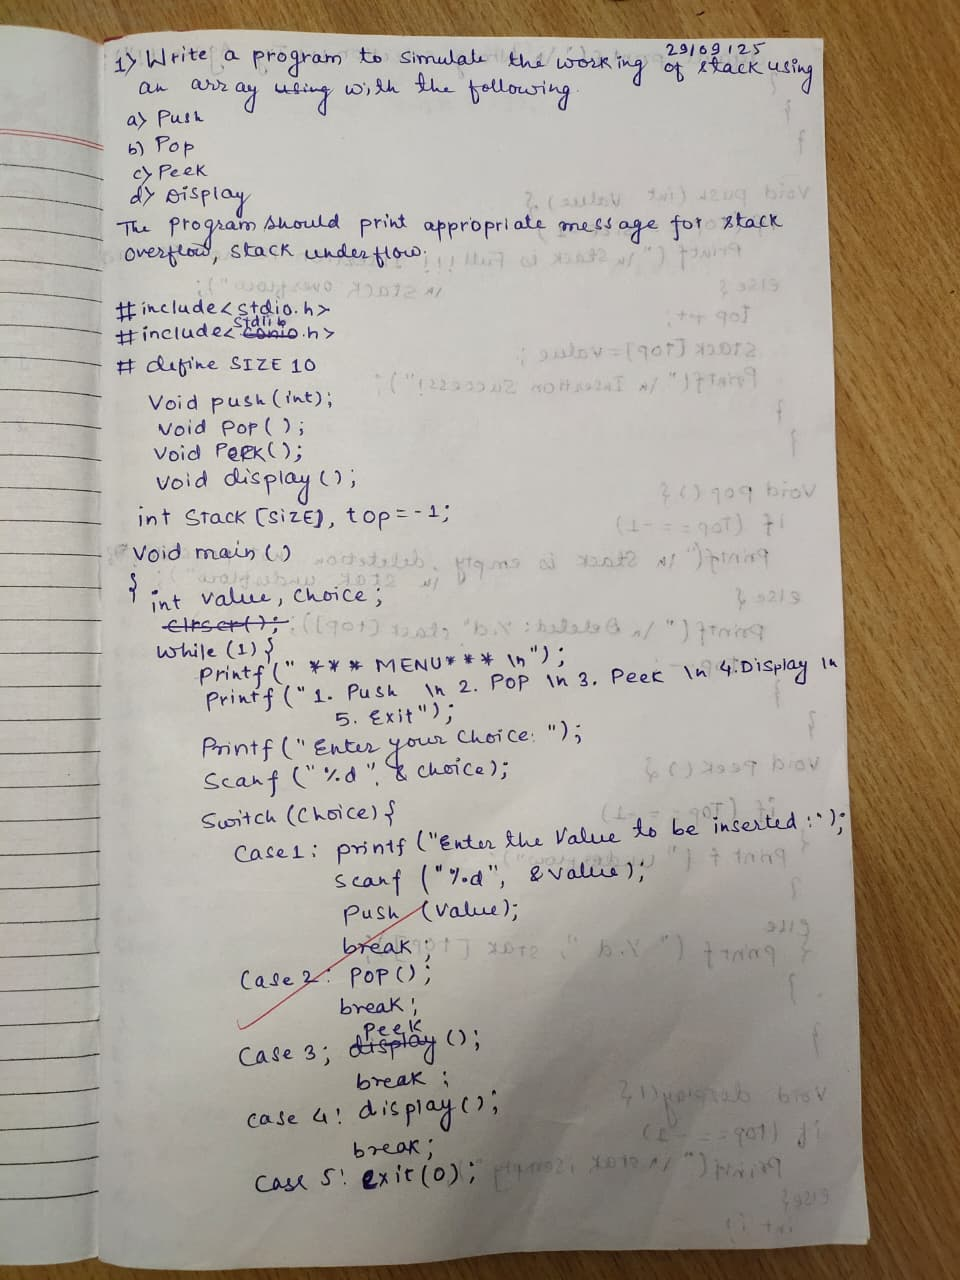 29/09/25
1) Write a program to simulate the working of stack using
an array using with the following.
a) Push
b) Pop
c) Peek
d) Display
The program should print appropriate message for stack
overflow, stack underflow.
#include<stdio.h>
#include<conio stdlib.h>
# define SIZE 10
Void push(int);
void Pop();
void Peek();
void display();
int Stack [SIZE], top=-1;
Void main()
{
int value, choice;
clrscr();
while (1) {
Printf(" *** MENU*** \n");
Printf("1. Push \n 2. POP \n 3. Peek \n 4.Display \n
5. Exit");
Printf("Enter your choice: ");
Scanf("%d", & choice);
Switch (Choice) {
Case 1: printf("Enter the Value to be inserted:");
scanf ("%d", &value);
Push (value);
break;
Case 2: POP();
break;
Case 3; display Peek ();
break;
case 4: display();
break;
Case 5: exit(0);